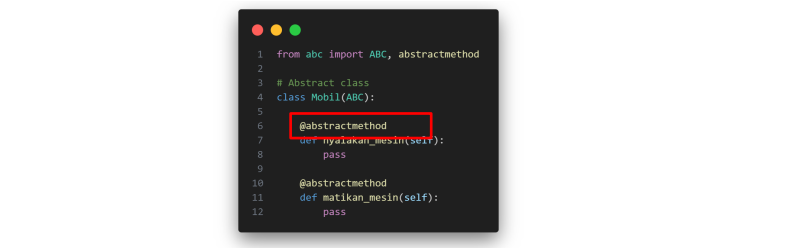 1 from abc import ABC, abstractmethod
2
3 # Abstract class
4 class Mobil(ABC):
5
6     @abstractmethod
7     def nyalakan_mesin(self):
8         pass
9
10     @abstractmethod
11     def matikan_mesin(self):
12         pass